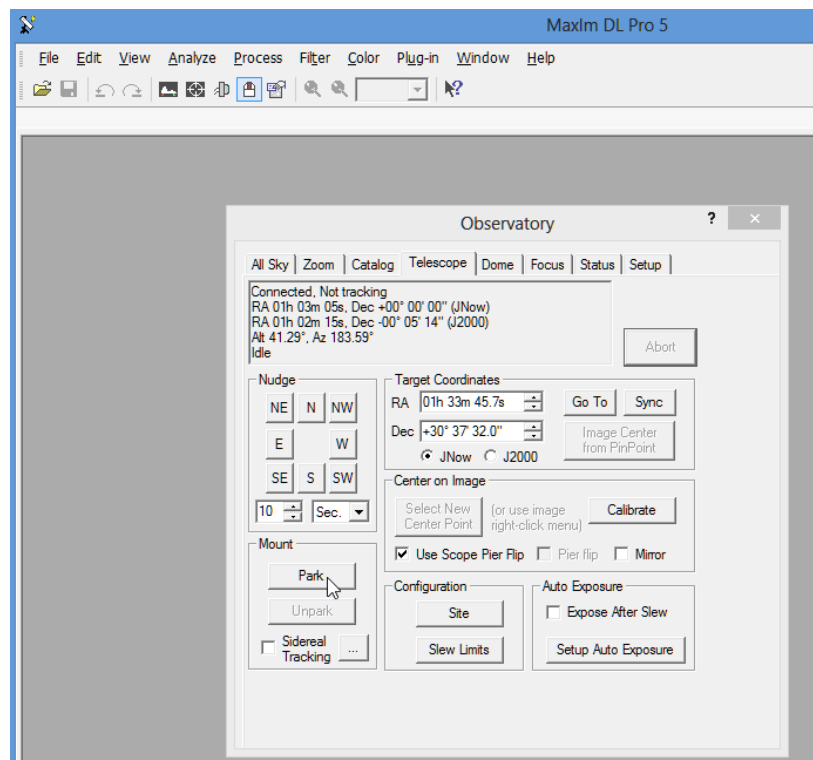 MaxIm DL Pro 5
File Edit View Analyze Process Filter Color Plug-in Window Help
Observatory ?
All Sky Zoom Catalog Telescope Dome Focus Status Setup
Connected, Not tracking
RA 01h 03m 05s, Dec +00° 00' 00" (JNow)
RA 01h 02m 15s, Dec -00° 05' 14" (J2000)
Alt 41.29°, Az 183.59°
Idle
Abort
Nudge
NE N NW
E W
SE S SW
10 Sec.
Target Coordinates
RA 01h 33m 45.7s Go To Sync
Dec +30° 37' 32.0"
Image Center
from PinPoint
JNow J2000
Center on Image
Select New
Center Point
(or use image
right-click menu)
Calibrate
Use Scope Pier Flip Pier flip Mirror
Mount
Park
Unpark
Sidereal
Tracking
...
Configuration
Site
Slew Limits
Auto Exposure
Expose After Slew
Setup Auto Exposure